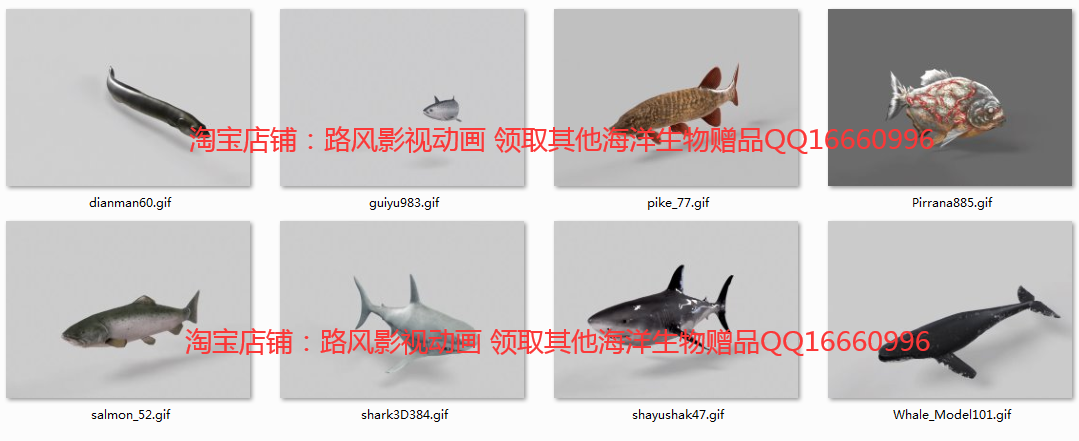 淘宝店铺：路风影视动画 领取其他海洋生物赠品QQ16660996
dianman60.gif
guiyu983.gif
pike_77.gif
Pirrana885.gif
淘宝店铺：路风影视动画 领取其他海洋生物赠品QQ16660996
salmon_52.gif
shark3D384.gif
shayushak47.gif
Whale_Model101.gif